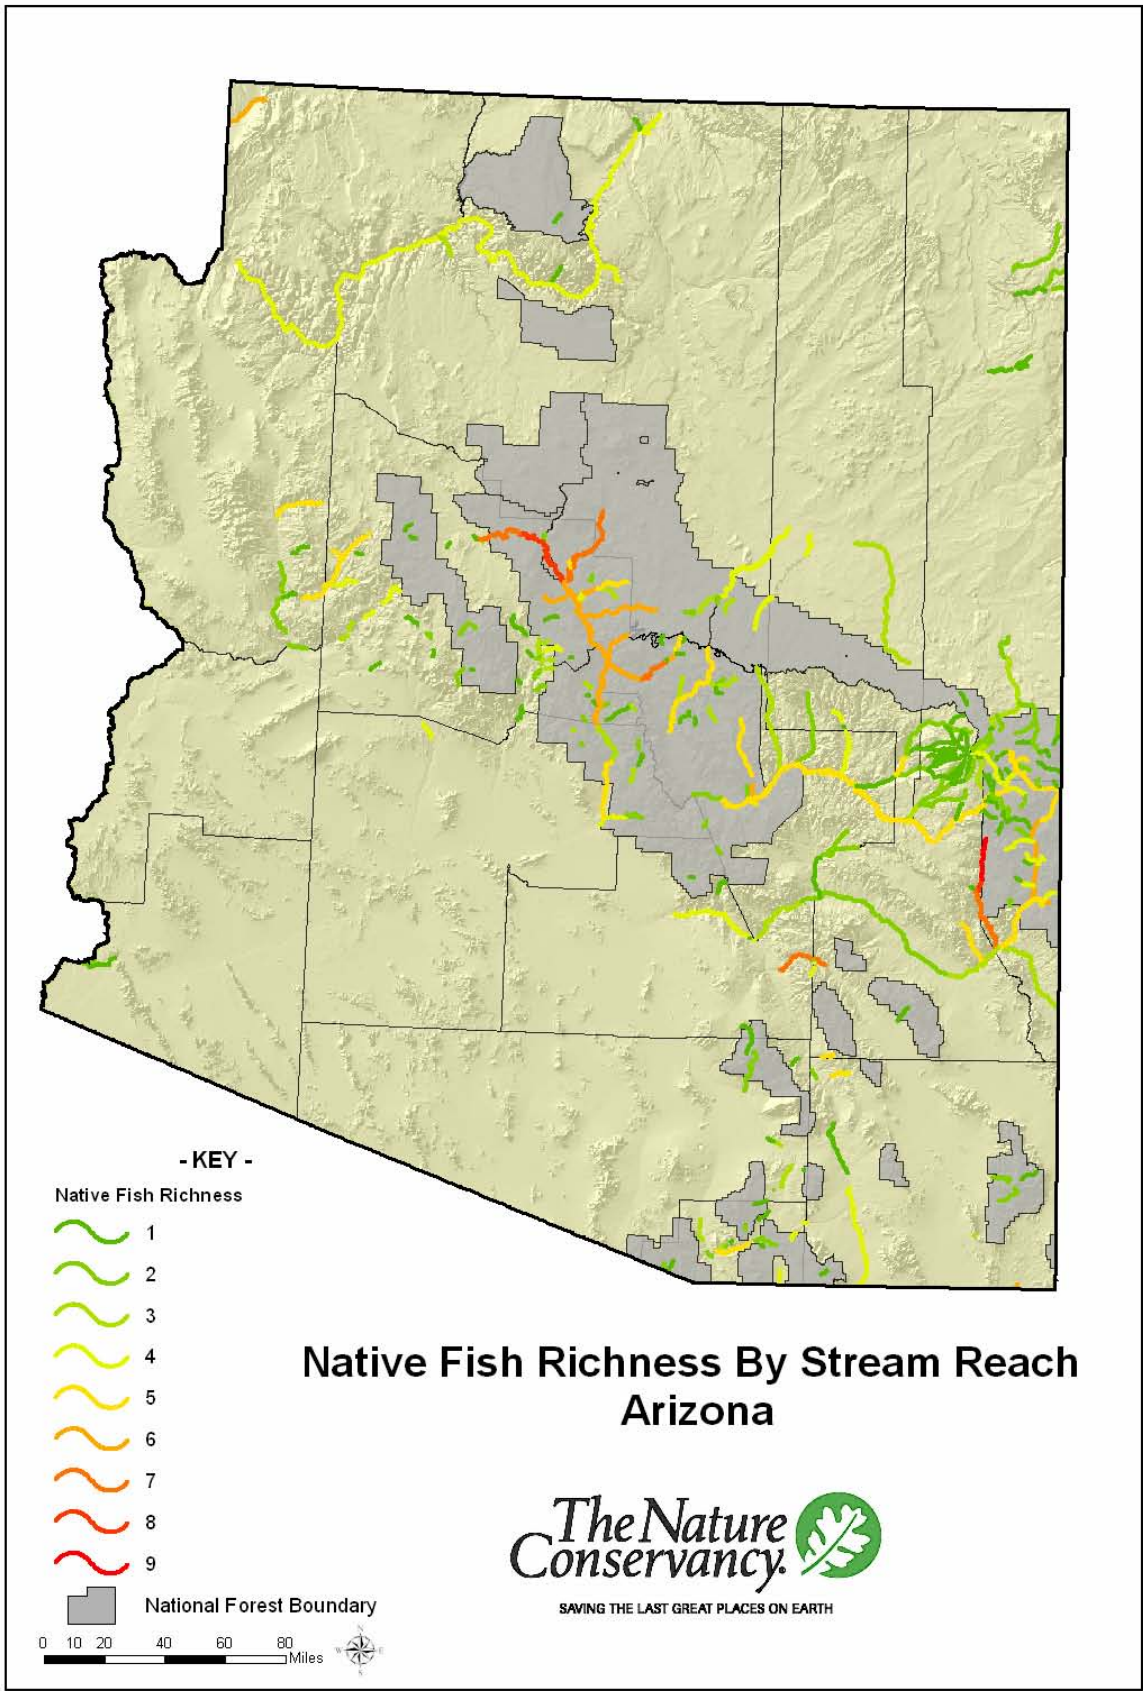 - KEY -
Native Fish Richness
1
2
3
4
5
6
7
8
9
National Forest Boundary
0 10 20 40 60 80
Miles
N
W E
S
Native Fish Richness By Stream Reach
Arizona
The Nature
Conservancy.
SAVING THE LAST GREAT PLACES ON EARTH